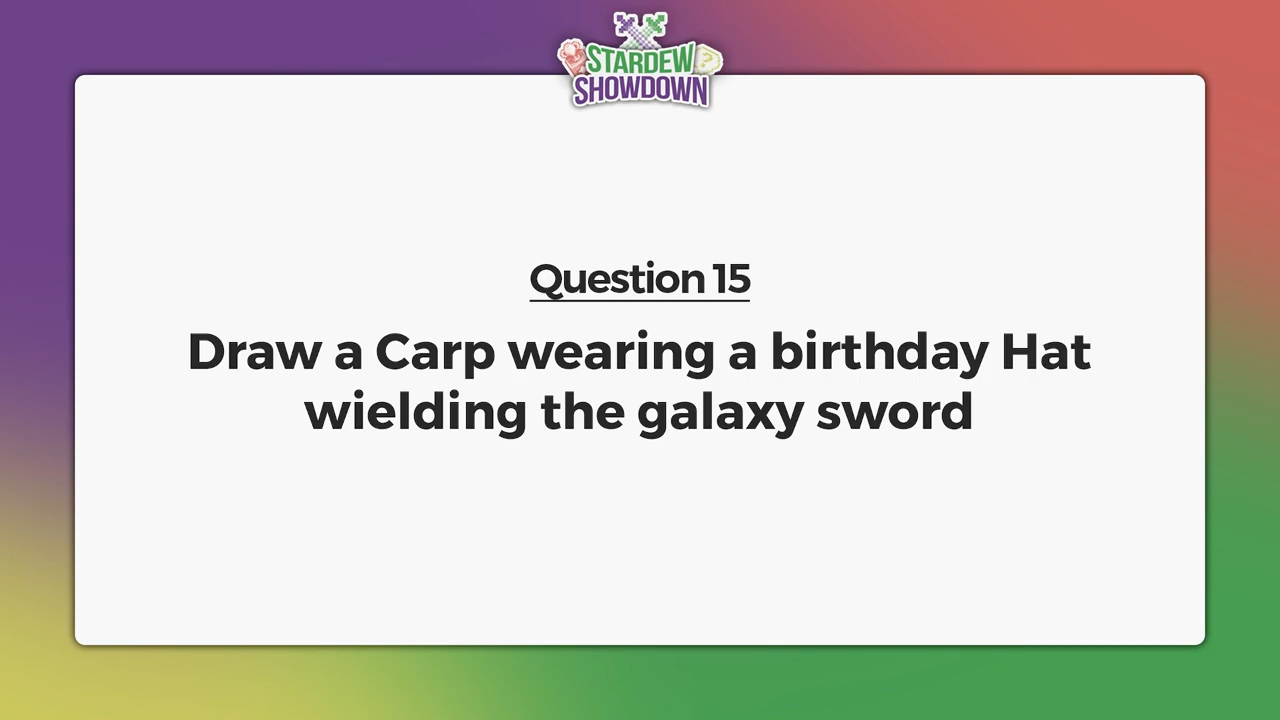 STARDEW
SHOWDOWN
Question 15
Draw a Carp wearing a birthday Hat
wielding the galaxy sword